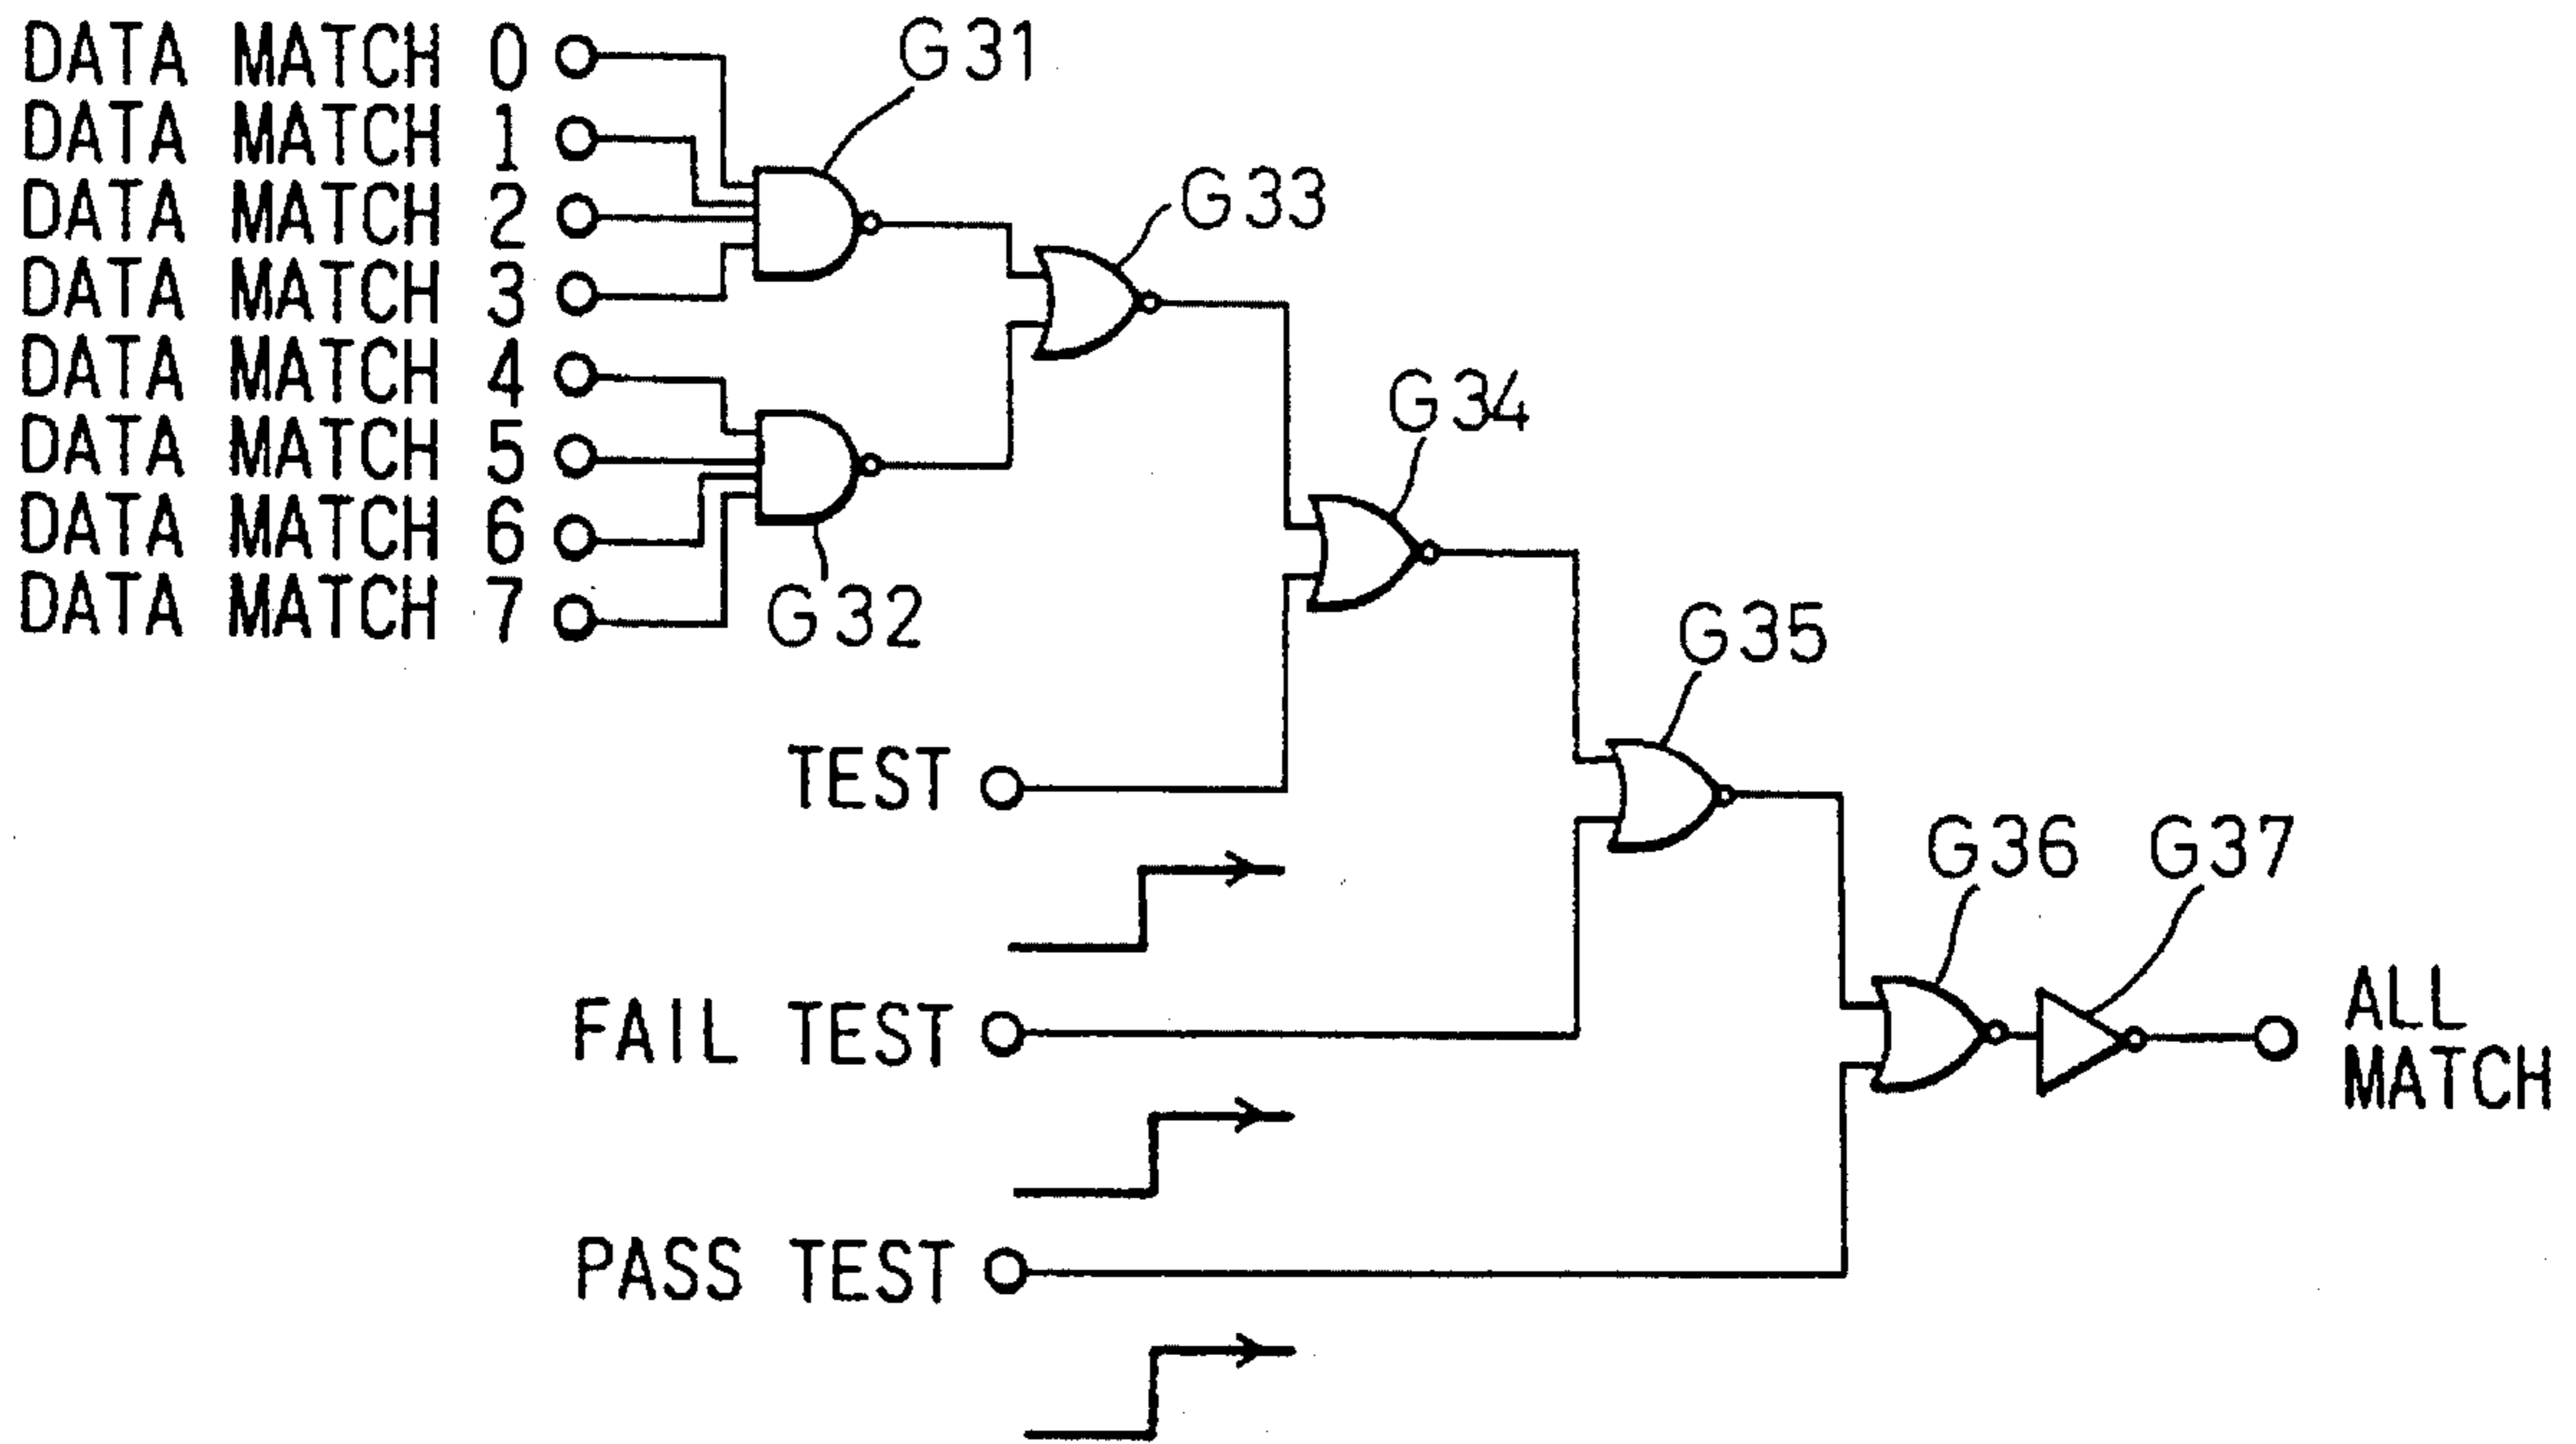 DATA MATCH 0
DATA MATCH 1
DATA MATCH 2
DATA MATCH 3
DATA MATCH 4
DATA MATCH 5
DATA MATCH 6
DATA MATCH 7
G31
G33
G32
G34
G35
TEST
G36
G37
FAIL TEST
ALL
MATCH
PASS TEST